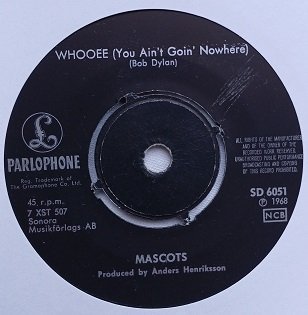 WHOOEE (You Ain't Goin' Nowhere)
(Bob Dylan)
£
PARLOPHONE
Reg. Trademark of
The Gramophone Co. Ltd.
45, r.p.m.
7 XST 507
Sonora
Musikförlags AB
ALL RIGHTS OF THE MANUFACTURER
AND OF THE OWNER OF THE
RECORDED WORK RESERVED.
UNAUTHORISED PUBLIC PERFORMANCE
BROADCASTING AND COPYING OF
THIS RECORD PROHIBITED
SD 6051
Ⓟ 1968
NCB
MASCOTS
Produced by Anders Henriksson